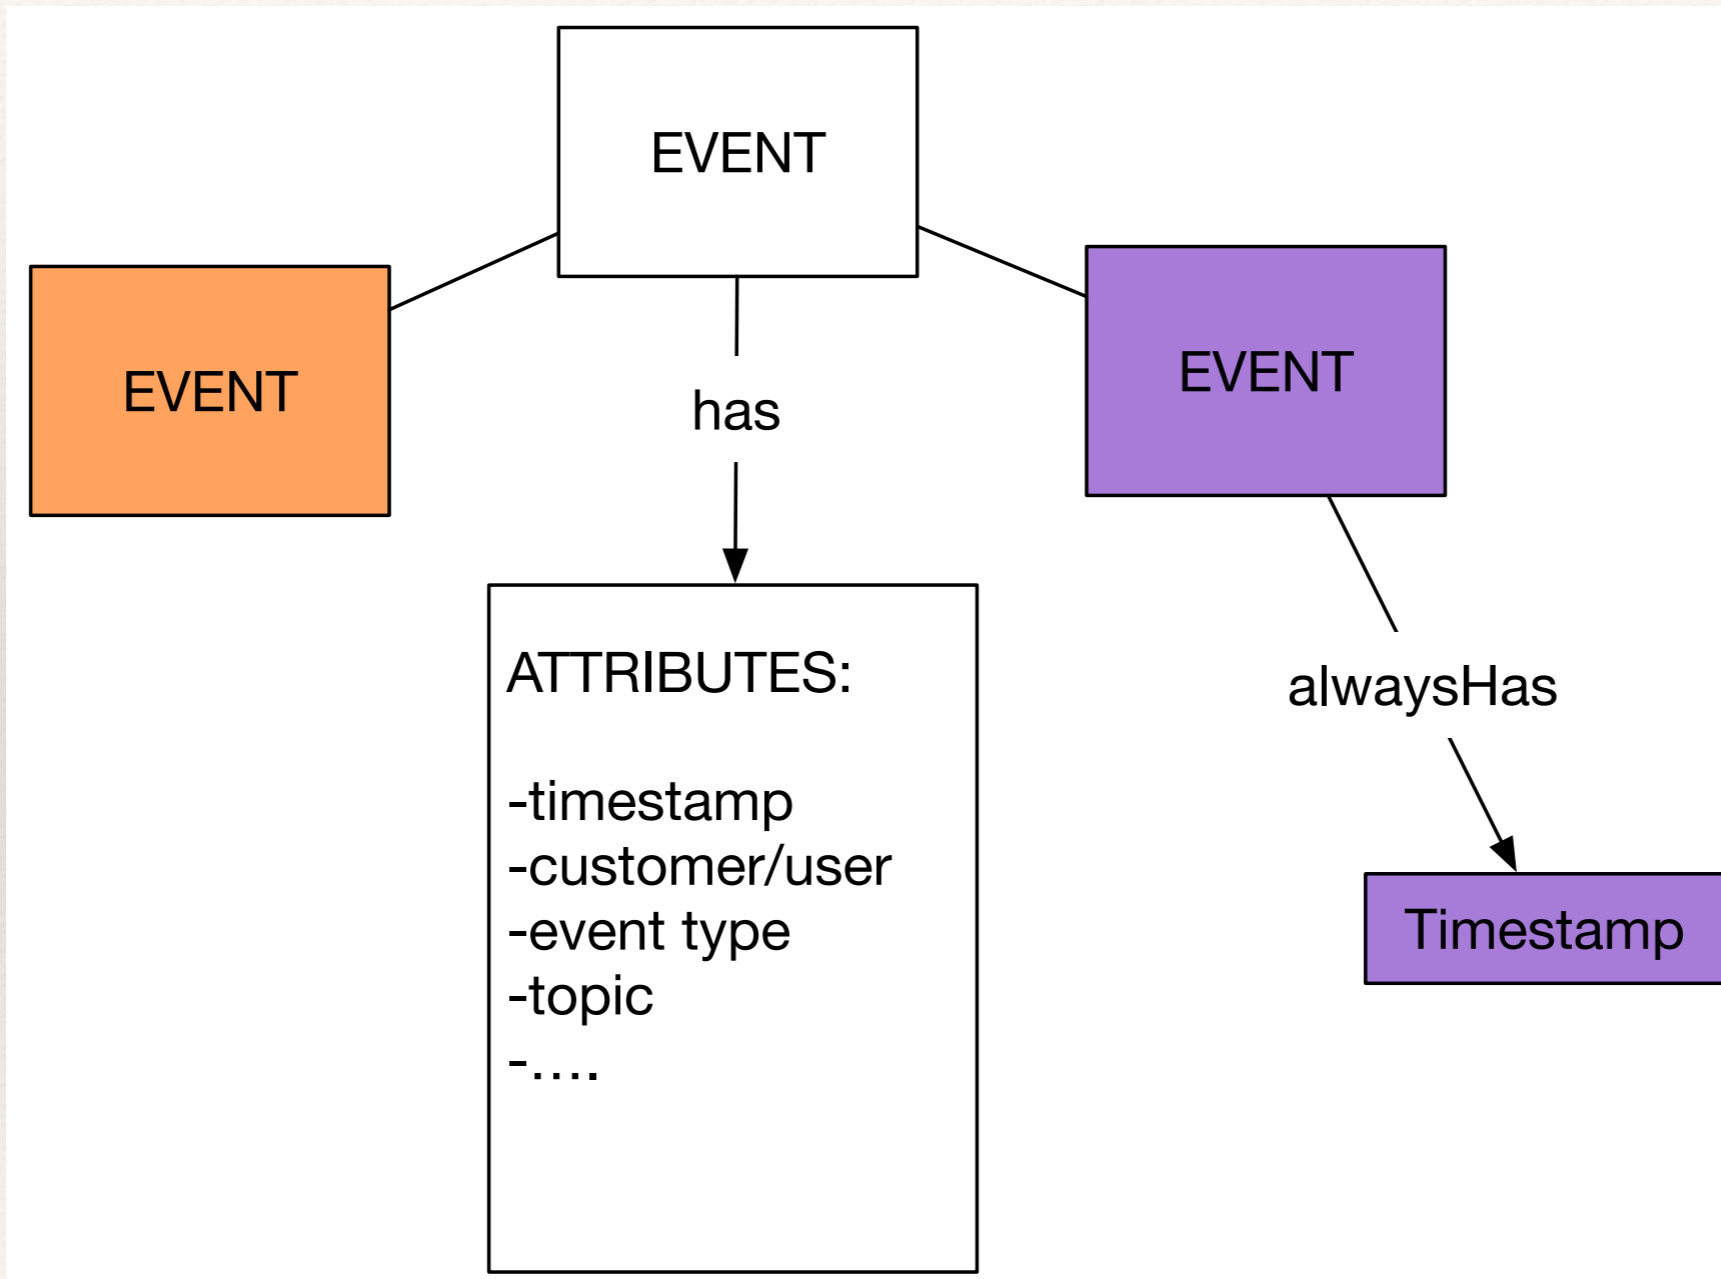 EVENT
EVENT
EVENT
has
ATTRIBUTES:
-timestamp
-customer/user
-event type
-topic
-....
alwaysHas
Timestamp